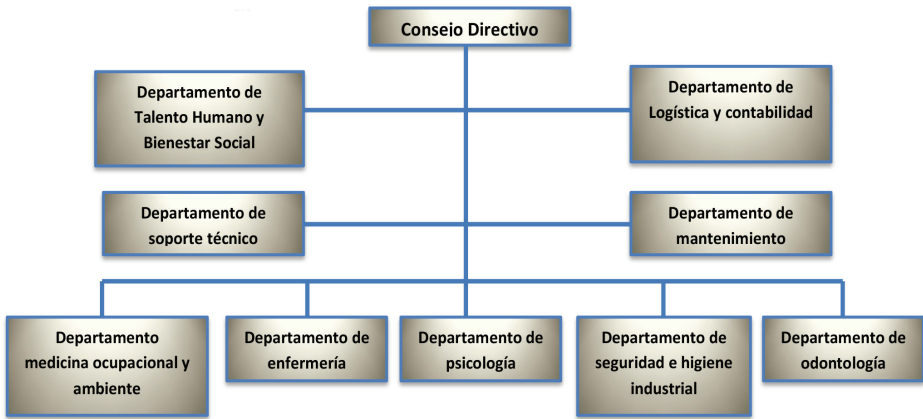 Consejo Directivo
Departamento de
Talento Humano y
Bienestar Social
Departamento de
Logística y contabilidad
Departamento de
soporte técnico
Departamento de
mantenimiento
Departamento
medicina ocupacional y
ambiente
Departamento de
enfermería
Departamento de
psicología
Departamento de
seguridad e higiene
industrial
Departamento de
odontología